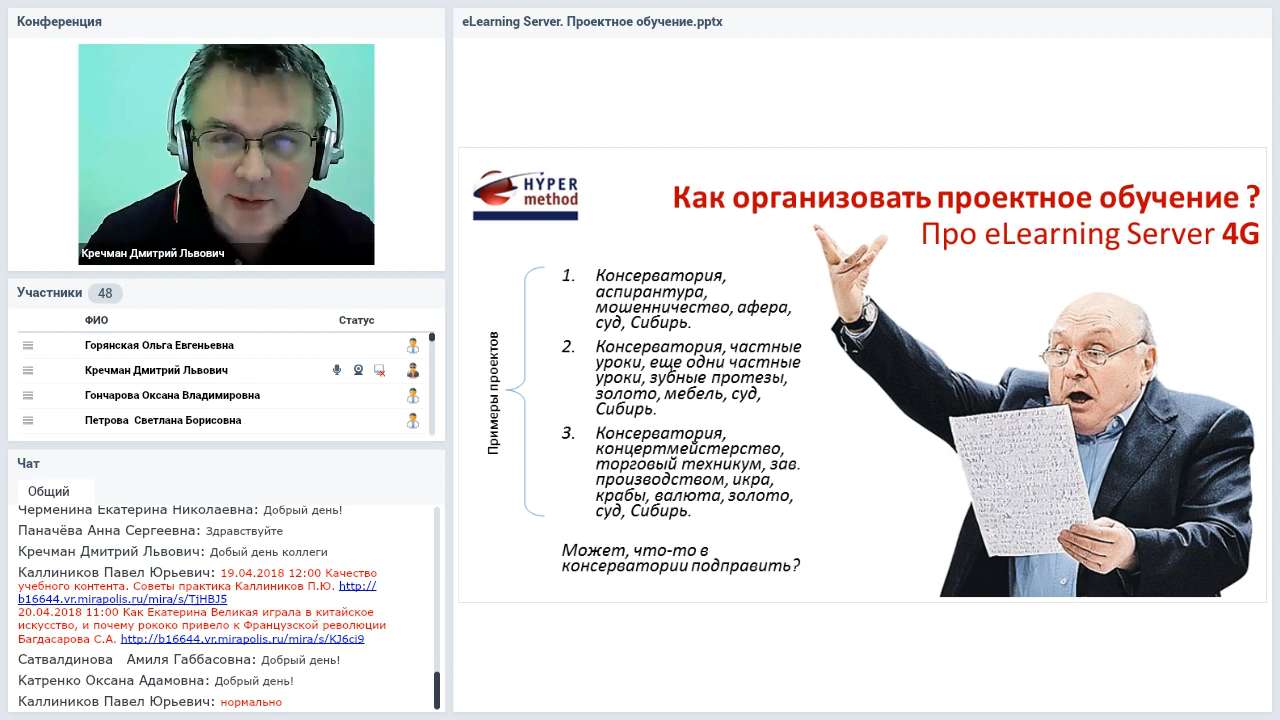 Конференция
Кречман Дмитрий Львович
Участники 48
ФИО Статус
Горянская Ольга Евгеньевна
Кречман Дмитрий Львович
Гончарова Оксана Владимировна
Петрова Светлана Борисовна
Чат
Общий
Черменина Екатерина Николаевна: Добрый день!
Паначёва Анна Сергеевна: Здравствуйте
Кречман Дмитрий Львович: Добый день коллеги
Каллиников Павел Юрьевич: 19.04.2018 12:00 Качество
учебного контента. Советы практика Каллиников П.Ю. http://
b16644.vr.mirapolis.ru/mira/s/TjHBJ5
20.04.2018 11:00 Как Екатерина Великая играла в китайское
искусство, и почему рококо привело к Французской революции
Багдасарова С.А. http://b16644.vr.mirapolis.ru/mira/s/KJ6ci9
Сатвалдинова Амиля Габбасовна: Добрый день!
Катренко Оксана Адамовна: Добрый день!
Каллиников Павел Юрьевич: нормально
eLearning Server. Проектное обучение.pptx
HYPER
method
Как организовать проектное обучение ?
Про eLearning Server 4G
Примеры проектов
1. Консерватория,
аспирантура,
мошенничество, афера,
суд, Сибирь.
2. Консерватория, частные
уроки, еще одни частные
уроки, зубные протезы,
золото, мебель, суд,
Сибирь.
3. Консерватория,
концертмейстерство,
торговый техникум, зав.
производством, икра,
крабы, валюта, золото,
суд, Сибирь.
Может, что-то в
консерватории подправить?